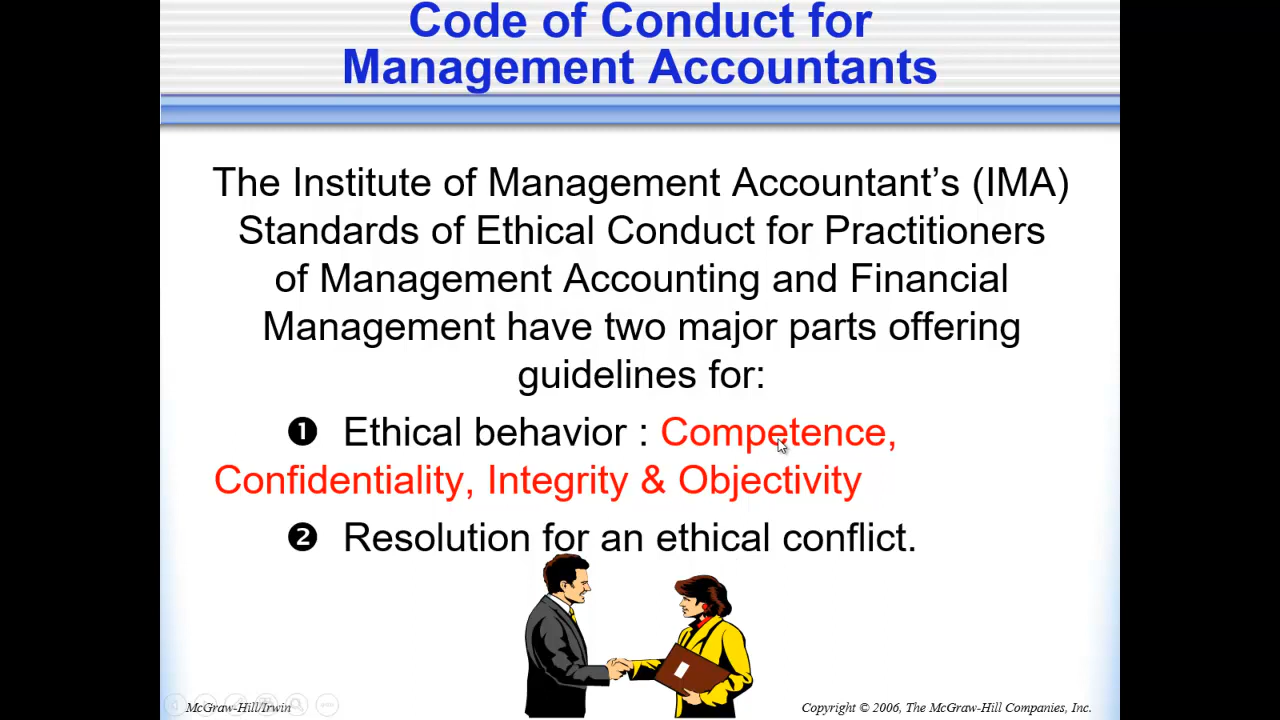 Code of Conduct for
Management Accountants
The Institute of Management Accountant’s (IMA)
Standards of Ethical Conduct for Practitioners
of Management Accounting and Financial
Management have two major parts offering
guidelines for:
❶ Ethical behavior : Competence,
Confidentiality, Integrity & Objectivity
❷ Resolution for an ethical conflict.
McGraw-Hill/Irwin
Copyright © 2006, The McGraw-Hill Companies, Inc.